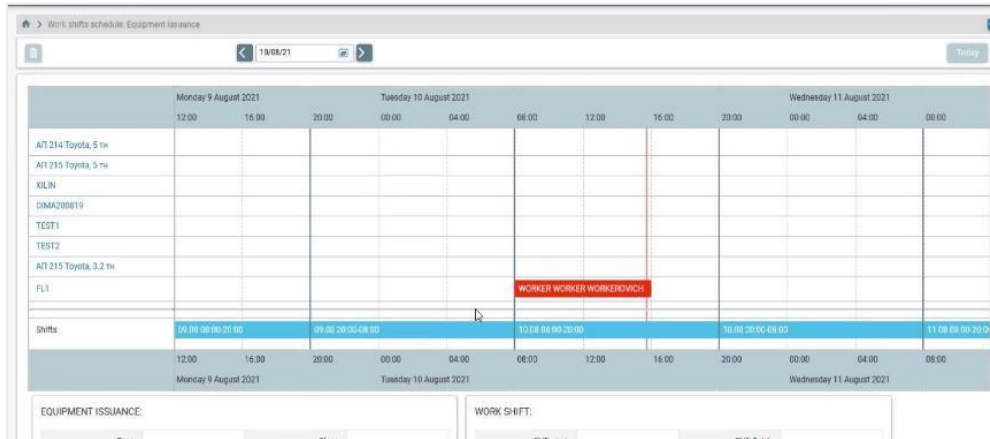 Work shifts schedule: Equipment Issuance
10/08/21
Today
Monday 9 August 2021 Tuesday 10 August 2021 Wednesday 11 August 2021
12:00 16:00 20:00 00:00 04:00 08:00 12:00 16:00 20:00 00:00 04:00 08:00
АП 214 Toyota, 5 тн
АП 215 Toyota, 5 тн
XILIN
DIMA200819
TEST1
TEST2
АП 215 Toyota, 3.2 тн
FL1 WORKER WORKER WORKEROVICH
Shifts 09.08 08:00-20:00 09.08 20:00-08:00 10.08 08:00-20:00 10.08 20:00-08:00 11.08 08:00-20:0
12:00 16:00 20:00 00:00 04:00 08:00 12:00 16:00 20:00 00:00 04:00 08:00
Monday 9 August 2021 Tuesday 10 August 2021 Wednesday 11 August 2021
EQUIPMENT ISSUANCE: WORK SHIFT: